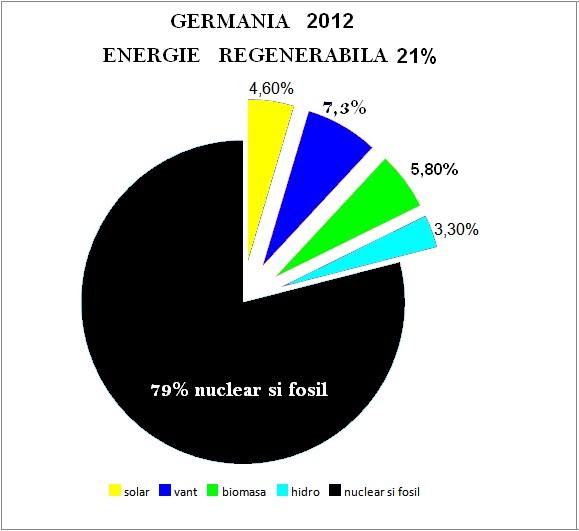 GERMANIA 2012
ENERGIE REGENERABILA 21%
4,60%
7,3%
5,80%
3,30%
79% nuclear si fosil
solar vant biomasa hidro nuclear si fosil